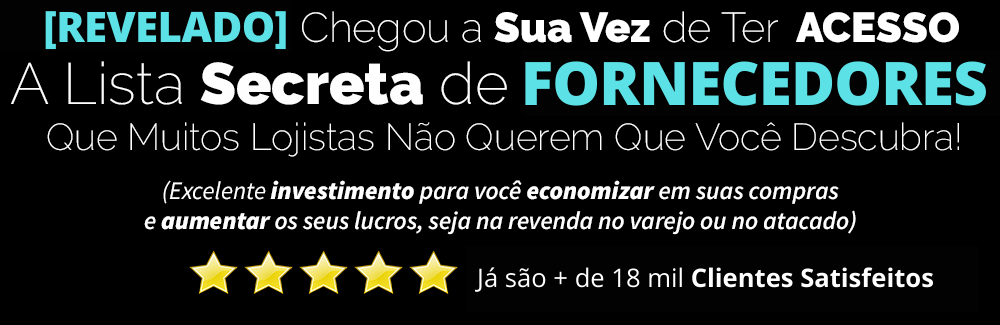 [REVELADO] Chegou a Sua Vez de Ter ACESSO
A Lista Secreta de FORNECEDORES
Que Muitos Lojistas Não Querem Que Você Descubra!
(Excelente investimento para você economizar em suas compras
e aumentar os seus lucros, seja na revenda no varejo ou no atacado)
Já são + de 18 mil Clientes Satisfeitos